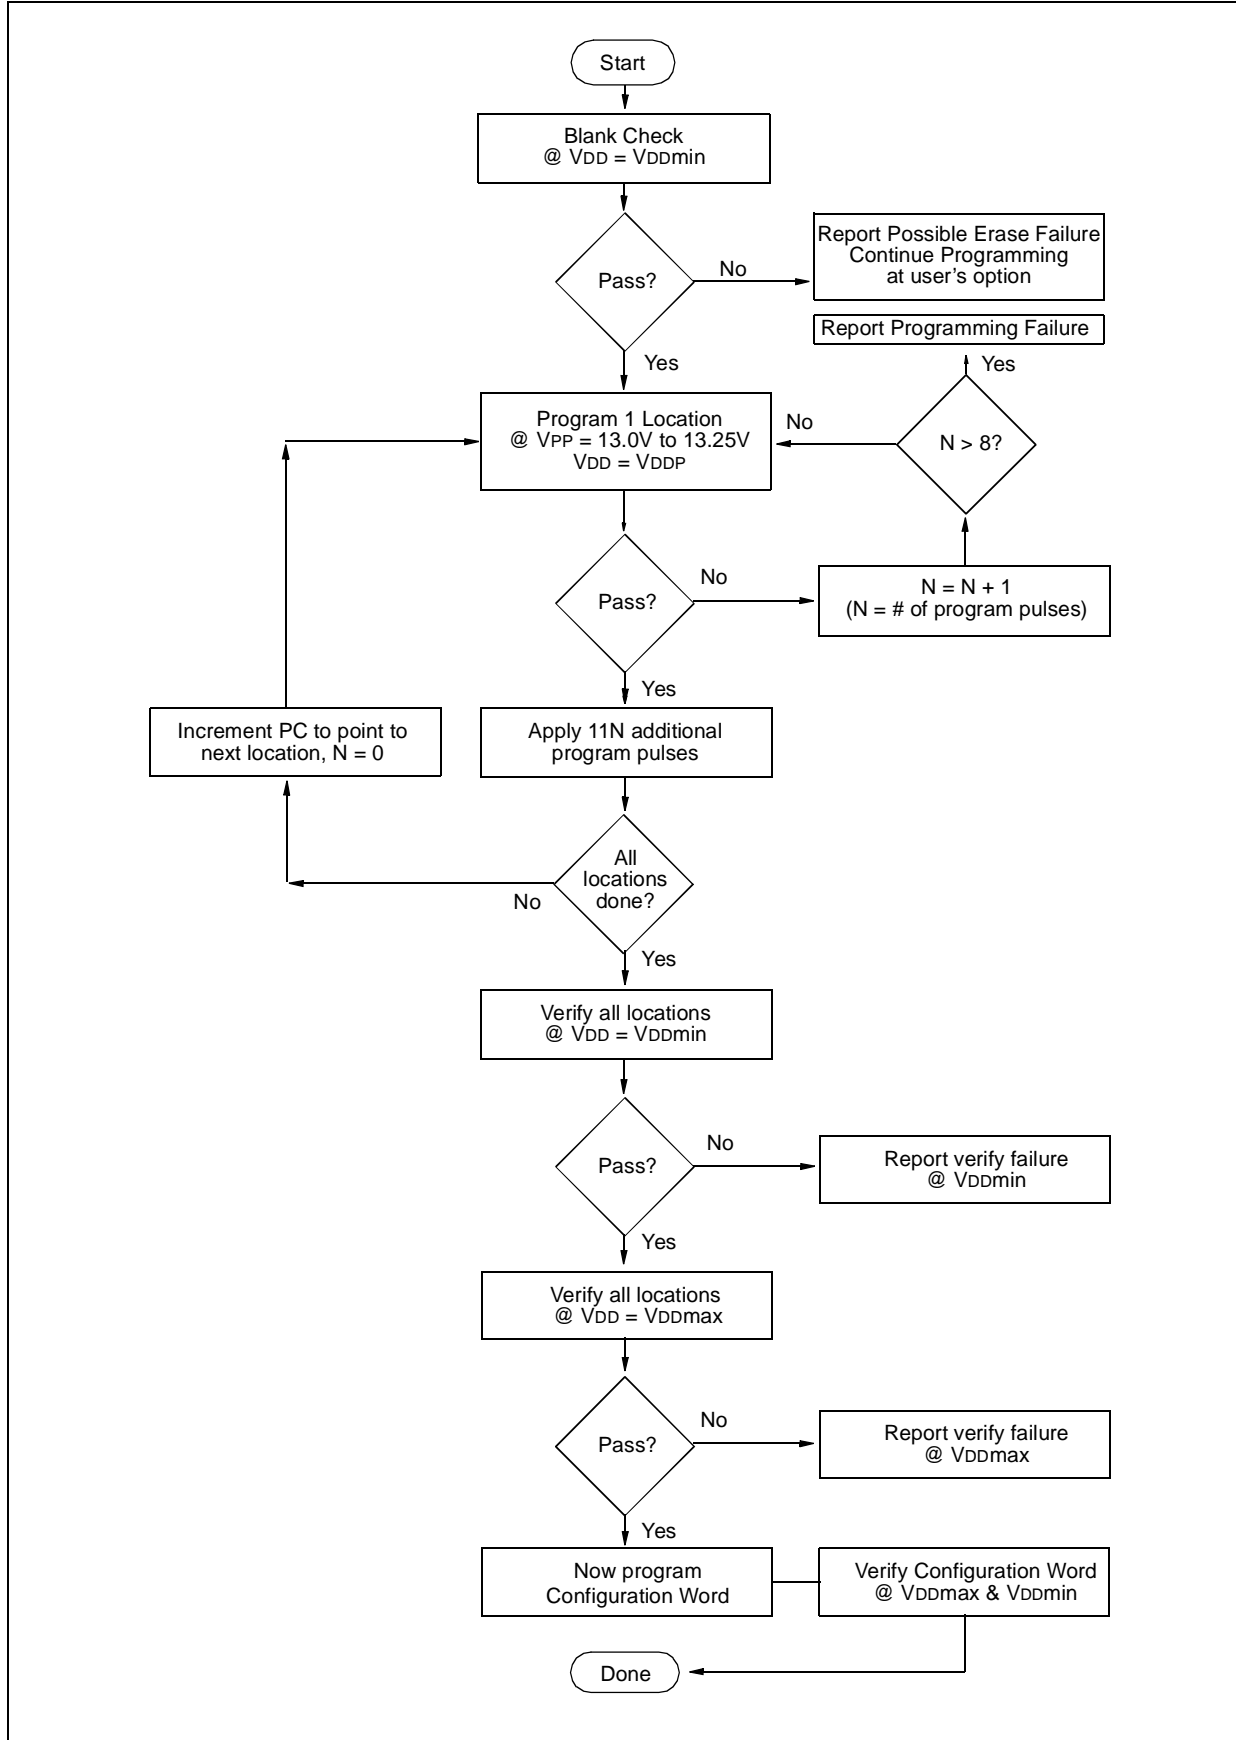 Start
Blank Check
@ VDD = VDDmin
Pass?
No
Report Possible Erase Failure
Continue Programming
at user's option
Yes
Report Programming Failure
Yes
N > 8?
No
Program 1 Location
@ VPP = 13.0V to 13.25V
VDD = VDDP
Pass?
No
N = N + 1
(N = # of program pulses)
Yes
Increment PC to point to
next location, N = 0
Apply 11N additional
program pulses
All
locations
done?
No
Yes
Verify all locations
@ VDD = VDDmin
Pass?
No
Report verify failure
@ VDDmin
Yes
Verify all locations
@ VDD = VDDmax
Pass?
No
Report verify failure
@ VDDmax
Yes
Now program
Configuration Word
Verify Configuration Word
@ VDDmax & VDDmin
Done